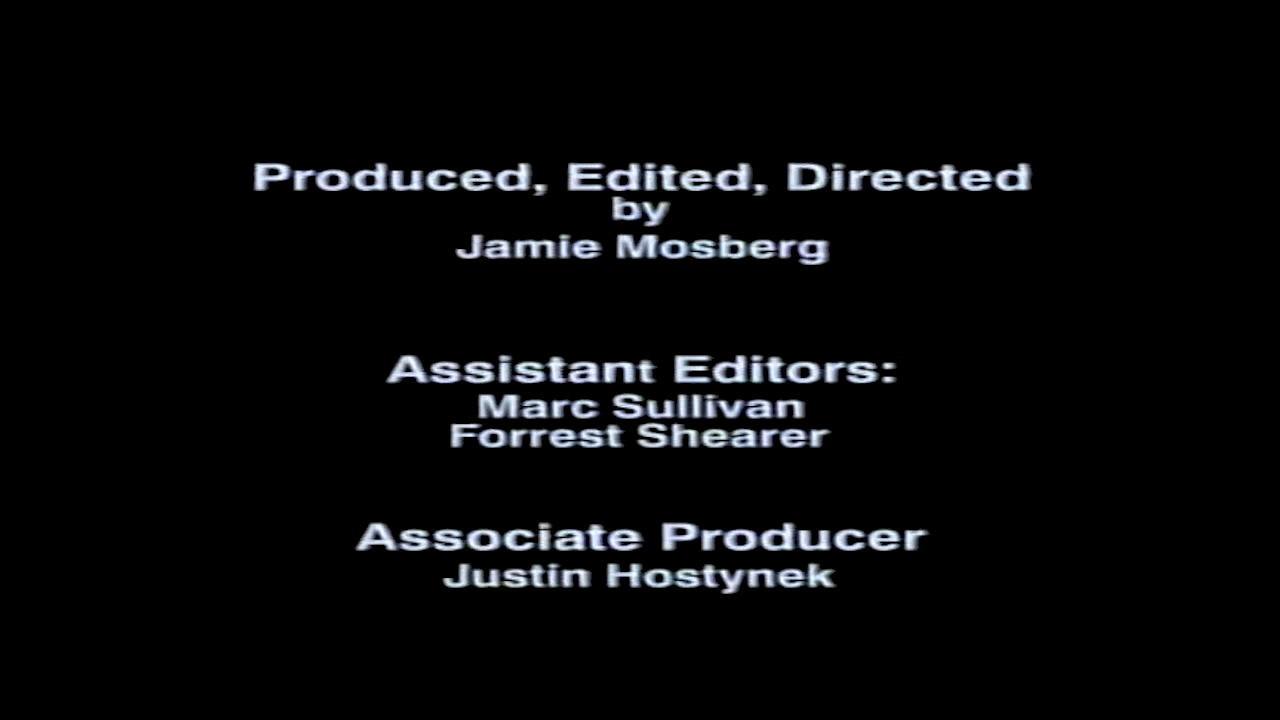 Produced, Edited, Directed
by
Jamie Mosberg
Assistant Editors:
Marc Sullivan
Forrest Shearer
Associate Producer
Justin Hostynek